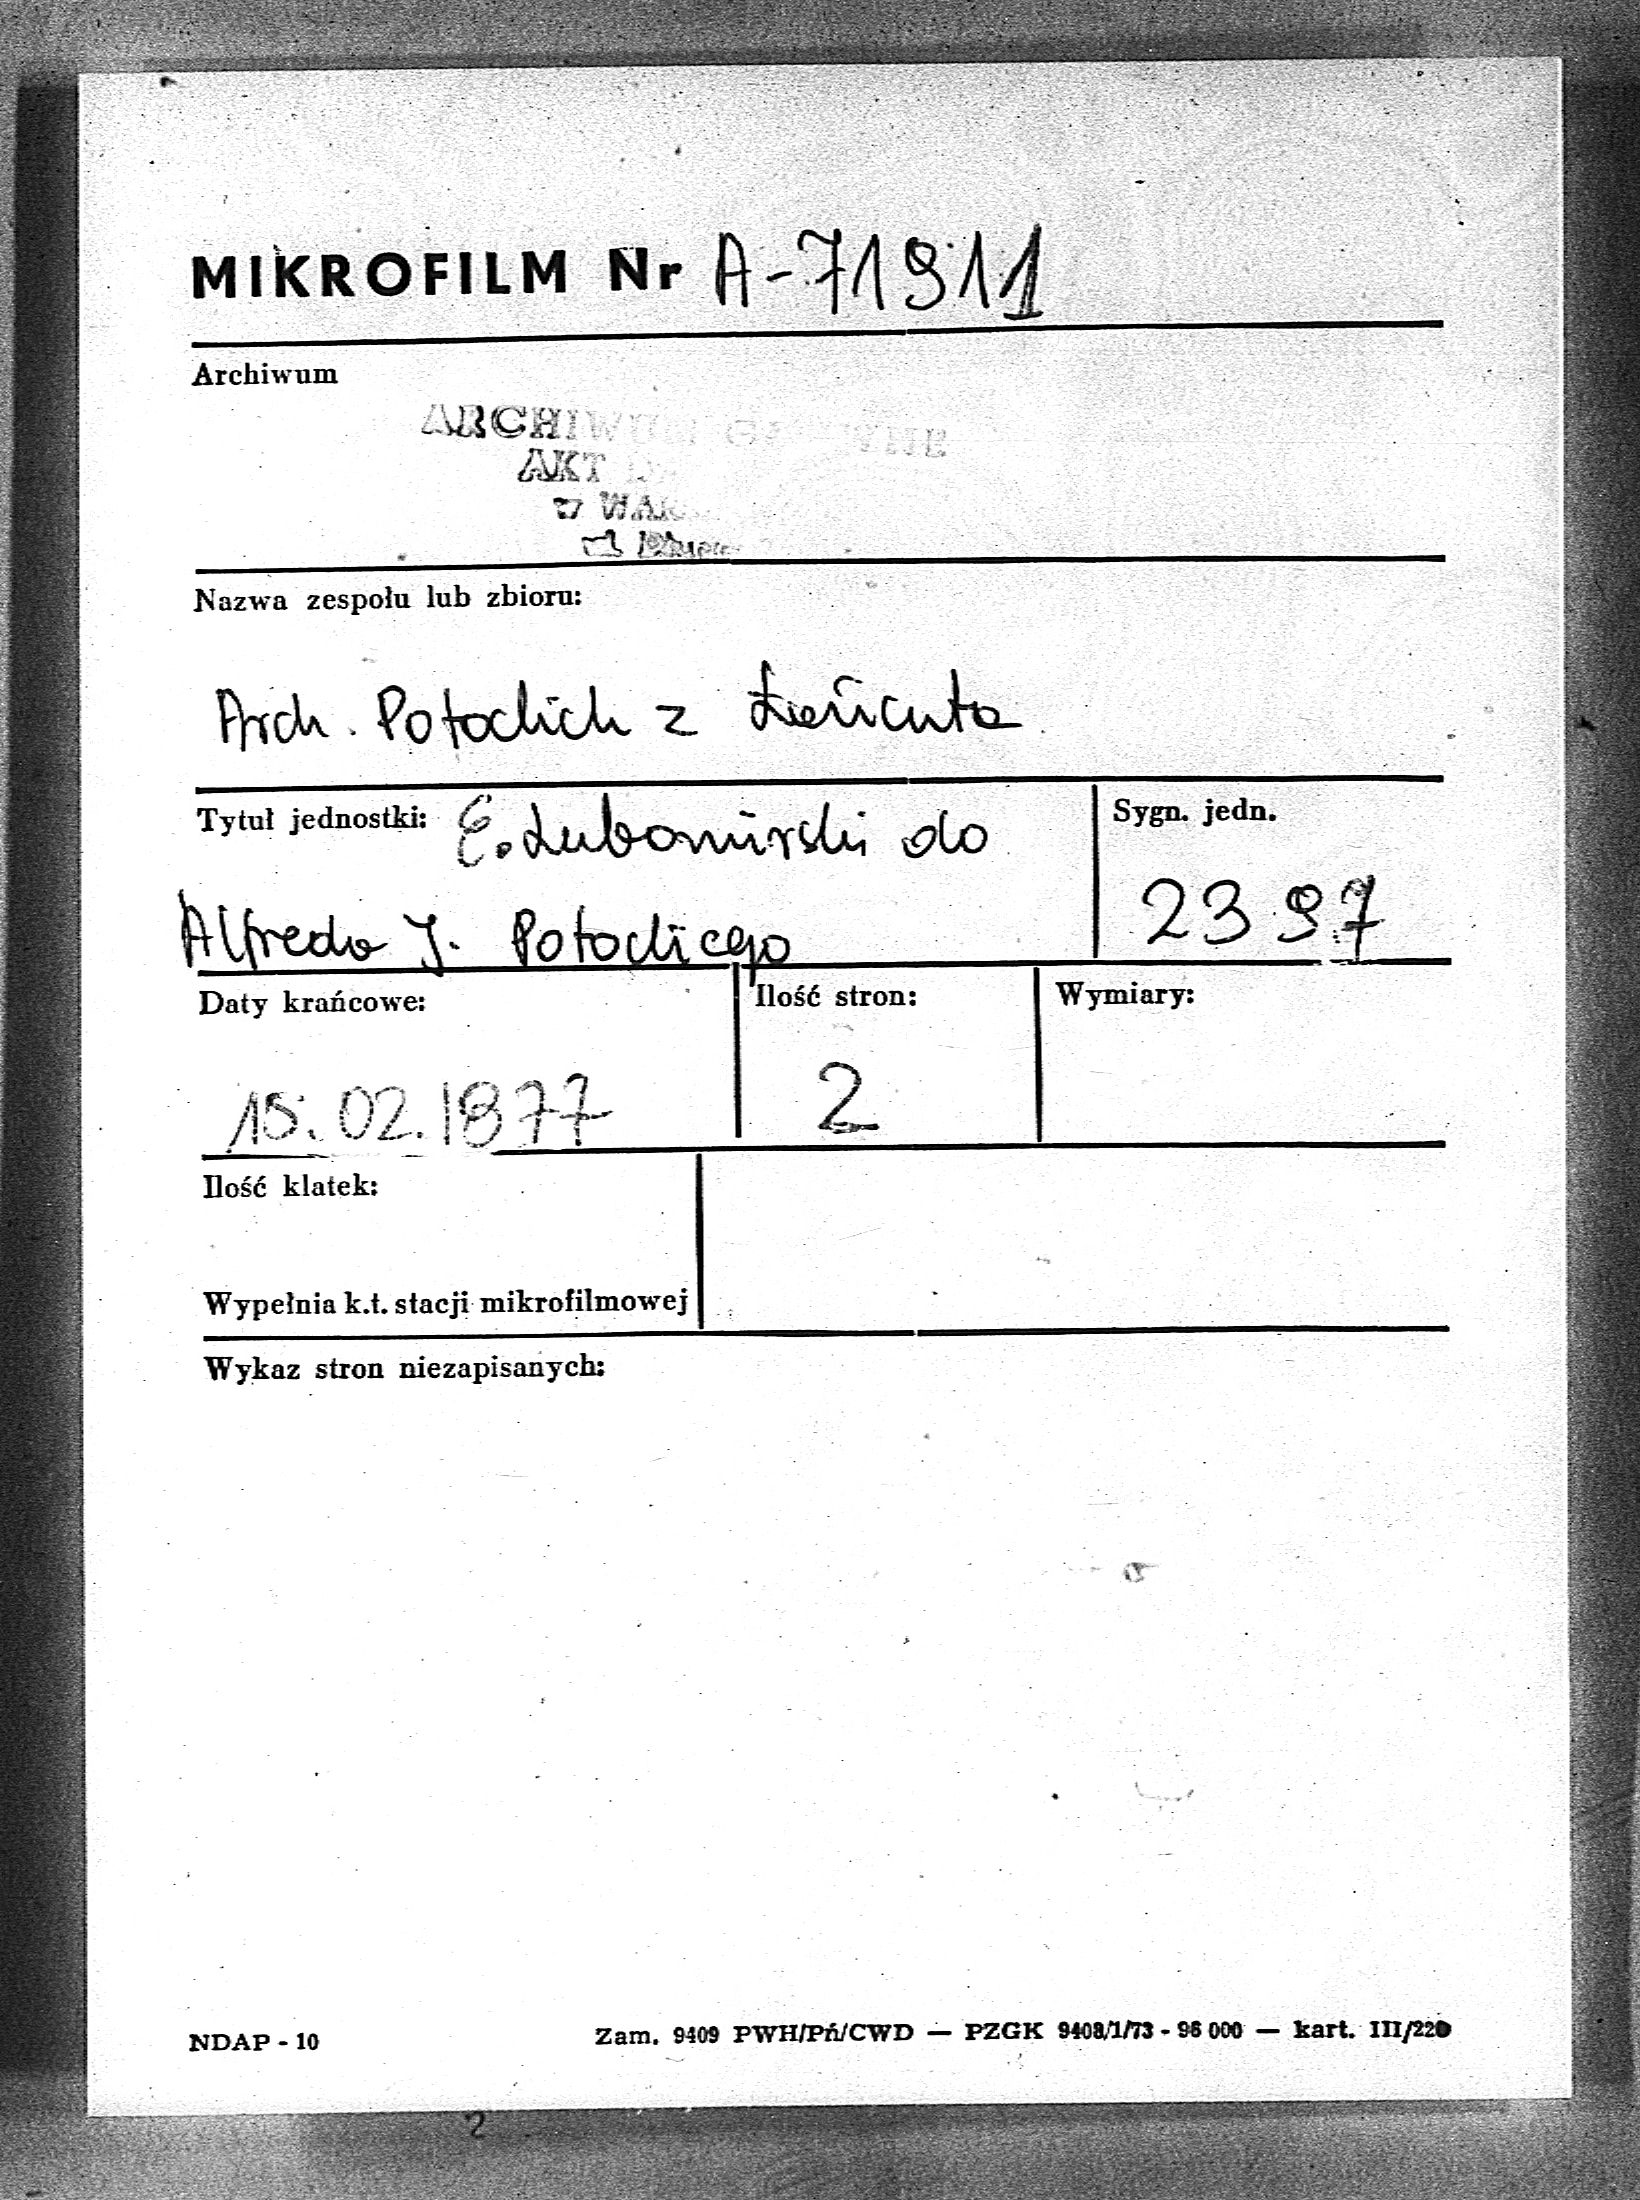 MIKROFILM Nr A-71911
Archiwum
ARCHIWUM GŁÓWNE
AKT
w
Nazwa zespołu lub zbioru:
Arch. Potockich z Łańcuta
Tytuł jednostki: E. Lubomirski do
Sygn. jedn.
Alfreda J. Potockiego
2397
Daty krańcowe:
Ilość stron:
Wymiary:
15.02.1877
2
Ilość klatek:
Wypełnia k.t. stacji mikrofilmowej
Wykaz stron niezapisanych:
NDAP - 10
Zam. 9409 PWH/Pń/CWD — PZGK 9408/1/73 - 96 000 — kart. III/220
2